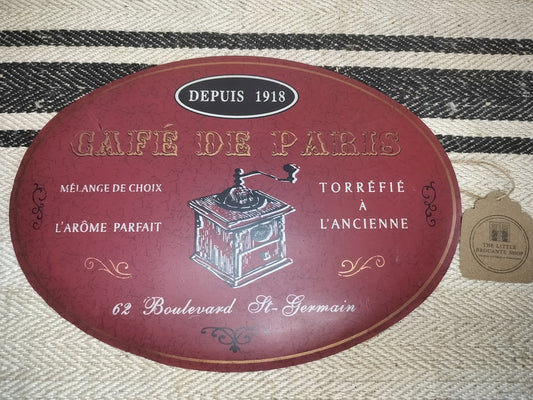 DEPUIS 1918
CAFÉ DE PARIS
MÉLANGE DE CHOIX
L'ARÔME PARFAIT
TORRÉFIÉ
À
L'ANCIENNE
62 Boulevard St-Germain
THE LITTLE
BROCANTE SHOP